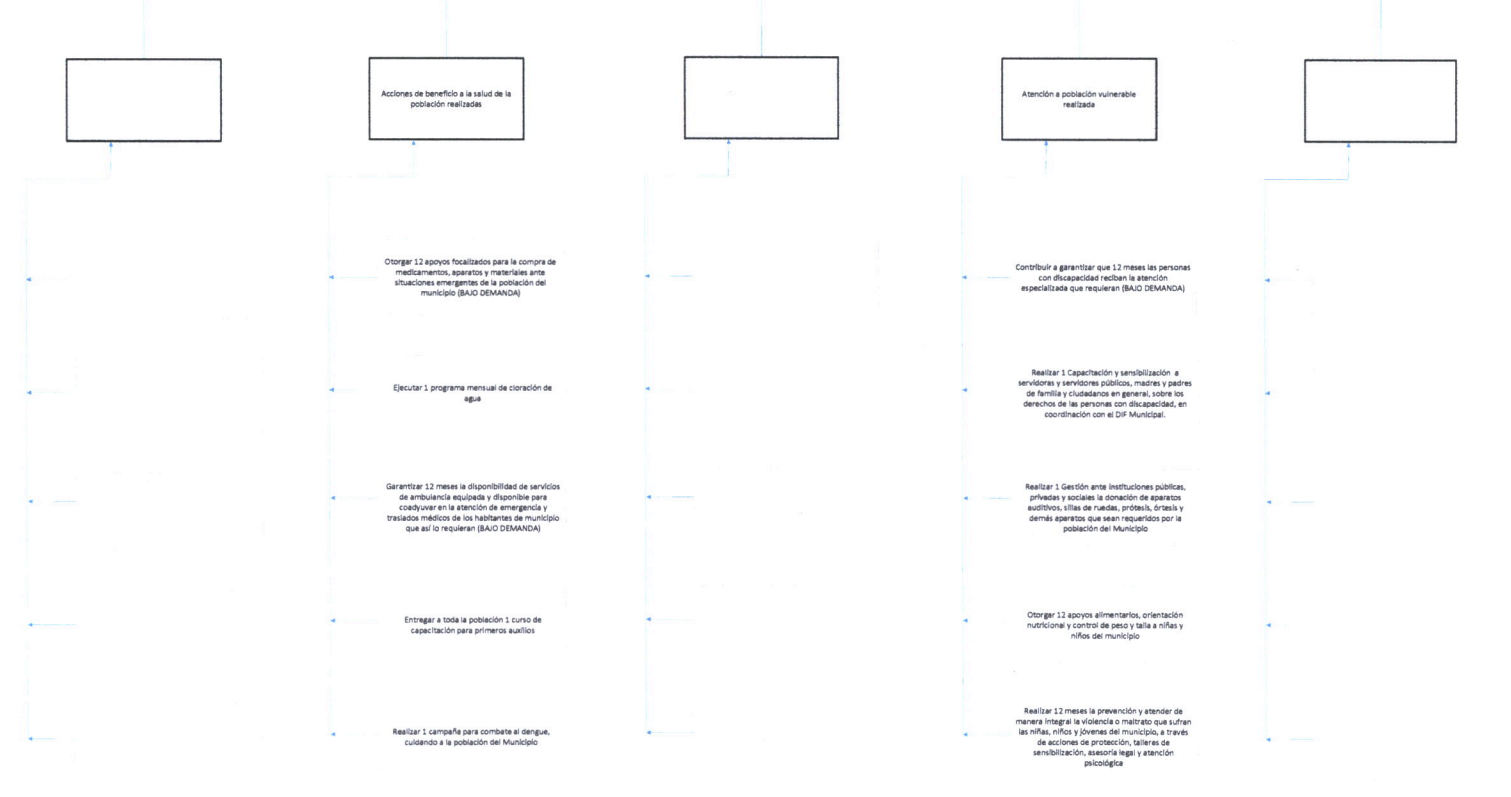 Acciones de beneficio a la salud de la
población realizadas
Atención a población vulnerable
realizada
Otorgar 12 apoyos focalizados para la compra de
medicamentos, aparatos y materiales ante
situaciones emergentes de la población del
municipio (BAJO DEMANDA)
Contribuir a garantizar que 12 meses las personas
con discapacidad reciban la atención
especializada que requieran (BAJO DEMANDA)
Ejecutar 1 programa mensual de cloración de
agua
Realizar 1 Capacitación y sensibilización a
servidoras y servidores públicos, madres y padres
de familia y ciudadanos en general, sobre los
derechos de las personas con discapacidad, en
coordinación con el DIF Municipal.
Garantizar 12 meses la disponibilidad de servicios
de ambulancia equipada y disponible para
coadyuvar en la atención de emergencia y
traslados médicos de los habitantes de municipio
que así lo requieran (BAJO DEMANDA)
Realizar 1 Gestión ante instituciones públicas,
privadas y sociales la donación de aparatos
auditivos, sillas de ruedas, prótesis, órtesis y
demás aparatos que sean requeridos por la
población del Municipio
Entregar a toda la población 1 curso de
capacitación para primeros auxilios
Otorgar 12 apoyos alimentarios, orientación
nutricional y control de peso y talla a niñas y
niños del municipio
Realizar 1 campaña para combate al dengue,
cuidando a la población del Municipio
Realizar 12 meses la prevención y atender de
manera integral la violencia o maltrato que sufran
las niñas, niños y jóvenes del municipio, a través
de acciones de protección, talleres de
sensibilización, asesoría legal y atención
psicológica